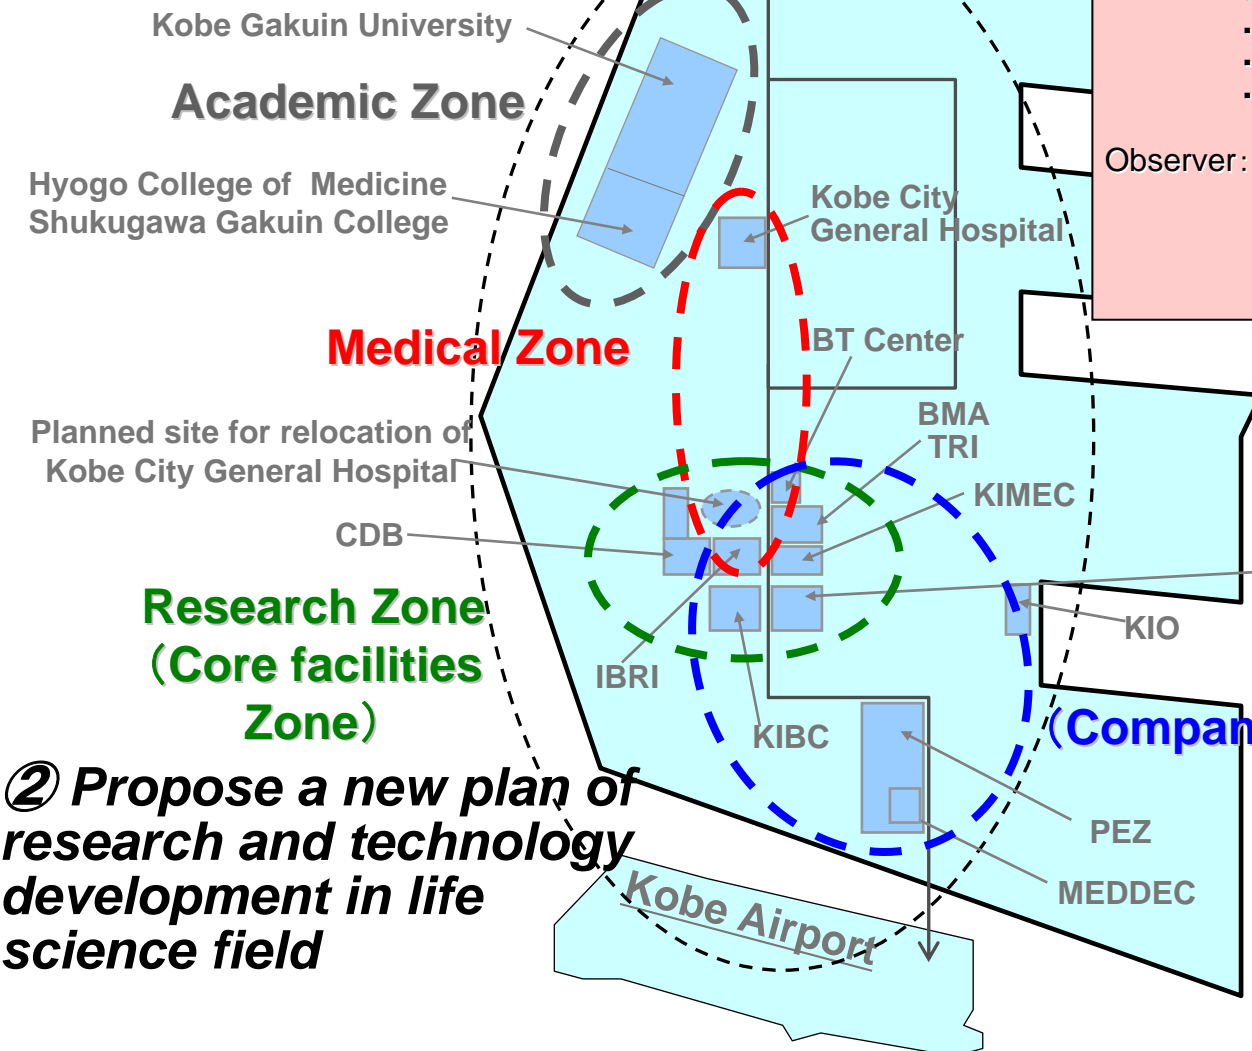 Kobe Gakuin University
Academic Zone
Observer：
Hyogo College of  Medicine
Shukugawa Gakuin College
Kobe City
General Hospital
Medical Zone
BT Center
BMA
TRI
Planned site for relocation of
Kobe City General Hospital
KIMEC
CDB
Research Zone
（Core facilities
Zone）
KIO
IBRI
KIBC
（Compan
② Propose a new plan of
research and technology
development in life
science field
PEZ
MEDDEC
Kobe Airport